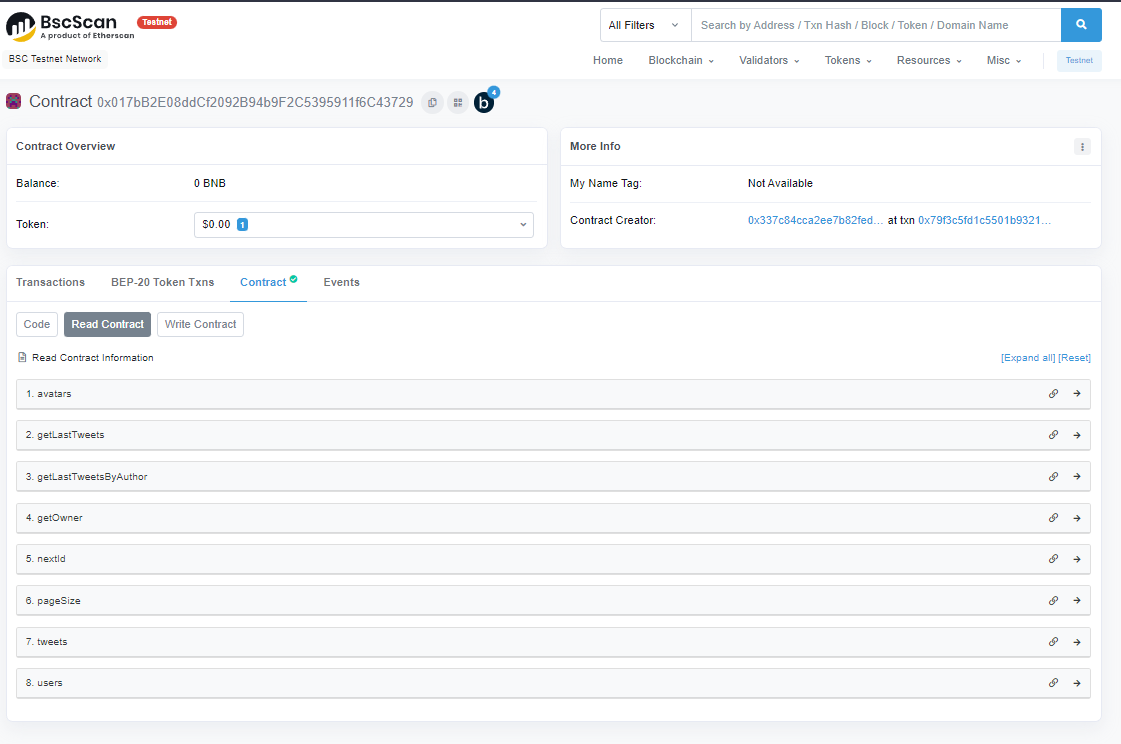 BscScan Testnet
A product of Etherscan
All Filters Search by Address / Txn Hash / Block / Token / Domain Name
BSC Testnet Network
Home Blockchain Validators Tokens Resources Misc Testnet
Contract 0x017bB2E08ddCf2092B94b9F2C5395911f6C43729 b 4
Contract Overview
Balance: 0 BNB
Token: $0.00 1
More Info
My Name Tag: Not Available
Contract Creator: 0x337c84cca2ee7b82fed... at txn 0x79f3c5fd1c5501b9321...
Transactions BEP-20 Token Txns Contract Events
Code Read Contract Write Contract
Read Contract Information [Expand all] [Reset]
1. avatars
2. getLastTweets
3. getLastTweetsByAuthor
4. getOwner
5. nextId
6. pageSize
7. tweets
8. users